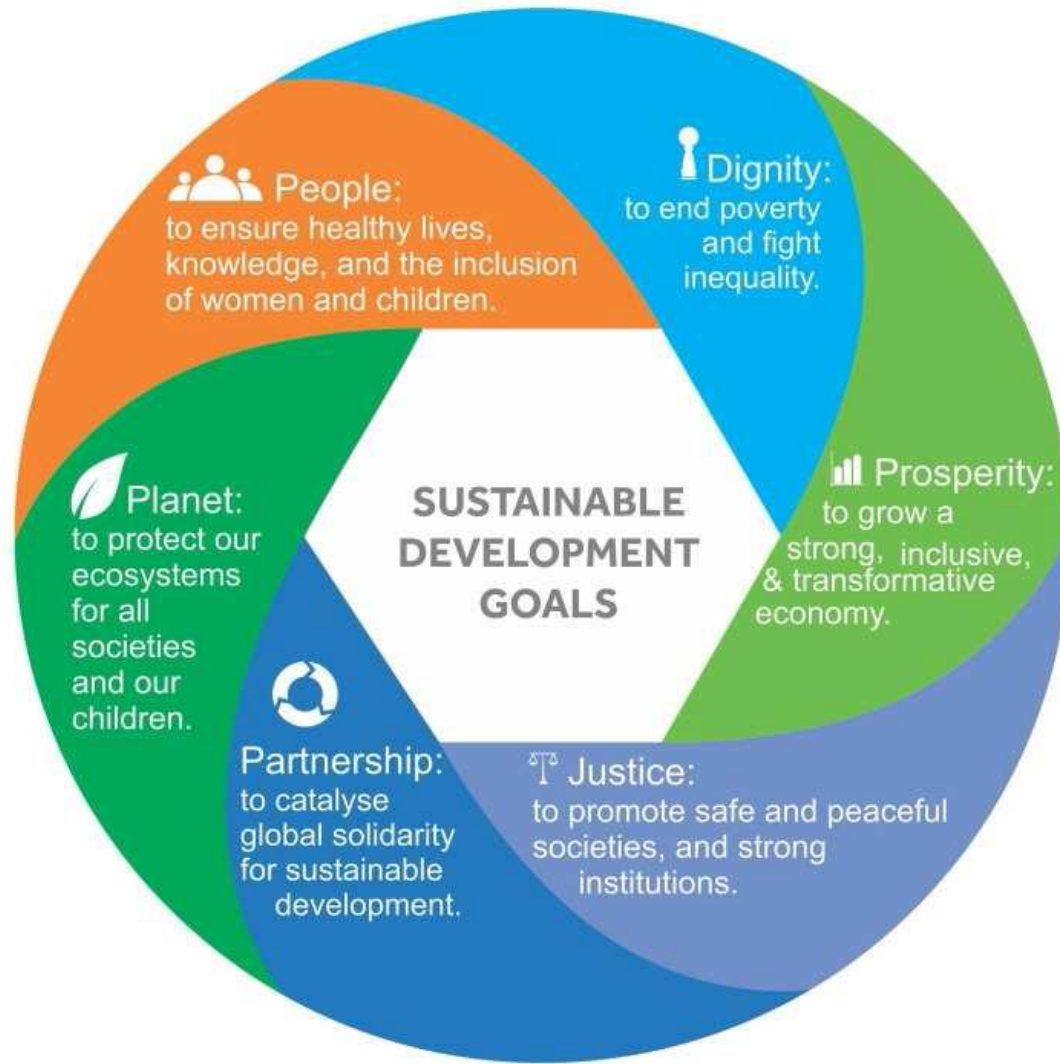 People:
to ensure healthy lives,
knowledge, and the inclusion
of women and children.
Dignity:
to end poverty
and fight
inequality.
Prosperity:
to grow a
strong, inclusive,
& transformative
economy.
Justice:
to promote safe and peaceful
societies, and strong
institutions.
Partnership:
to catalyse
global solidarity
for sustainable
development.
Planet:
to protect our
ecosystems
for all
societies
and our
children.
SUSTAINABLE
DEVELOPMENT
GOALS